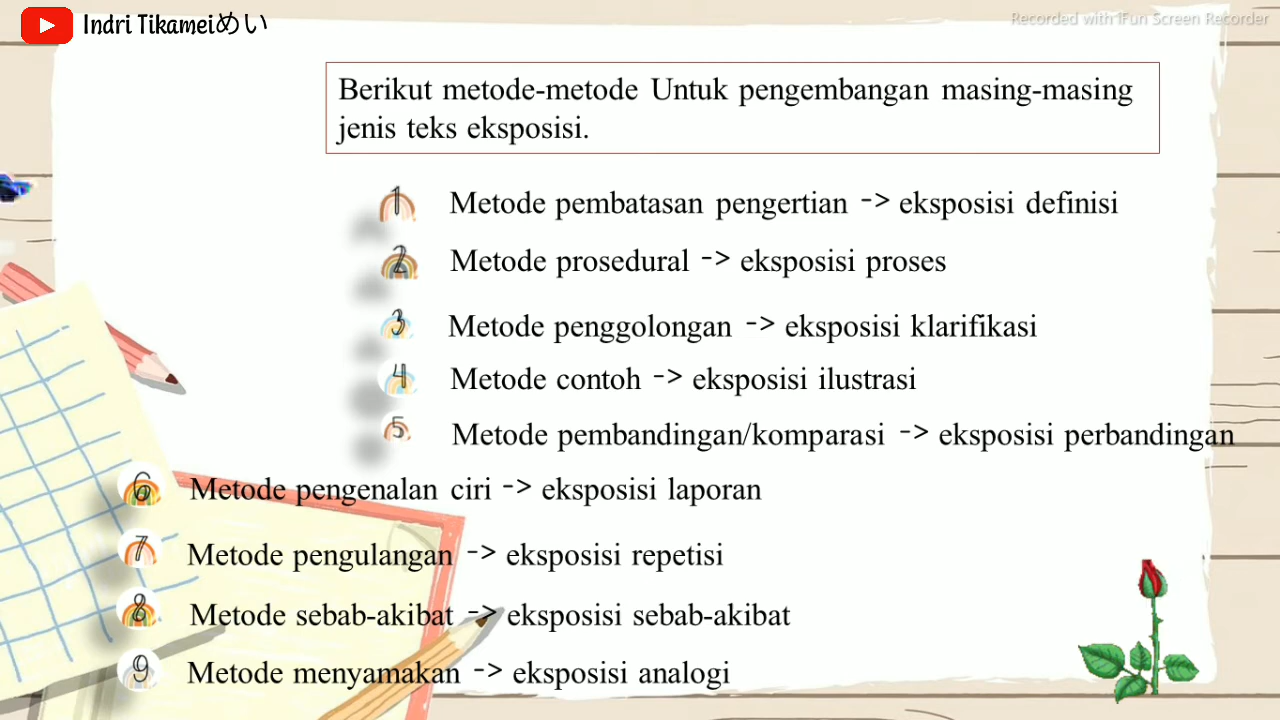 Indri Tikameiめい
Recorded with iFun Screen Recorder
Berikut metode-metode Untuk pengembangan masing-masing
jenis teks eksposisi.
1 Metode pembatasan pengertian -> eksposisi definisi
2 Metode prosedural -> eksposisi proses
3 Metode penggolongan -> eksposisi klarifikasi
4 Metode contoh -> eksposisi ilustrasi
5 Metode pembandingan/komparasi -> eksposisi perbandingan
6 Metode pengenalan ciri -> eksposisi laporan
7 Metode pengulangan -> eksposisi repetisi
8 Metode sebab-akibat -> eksposisi sebab-akibat
9 Metode menyamakan -> eksposisi analogi